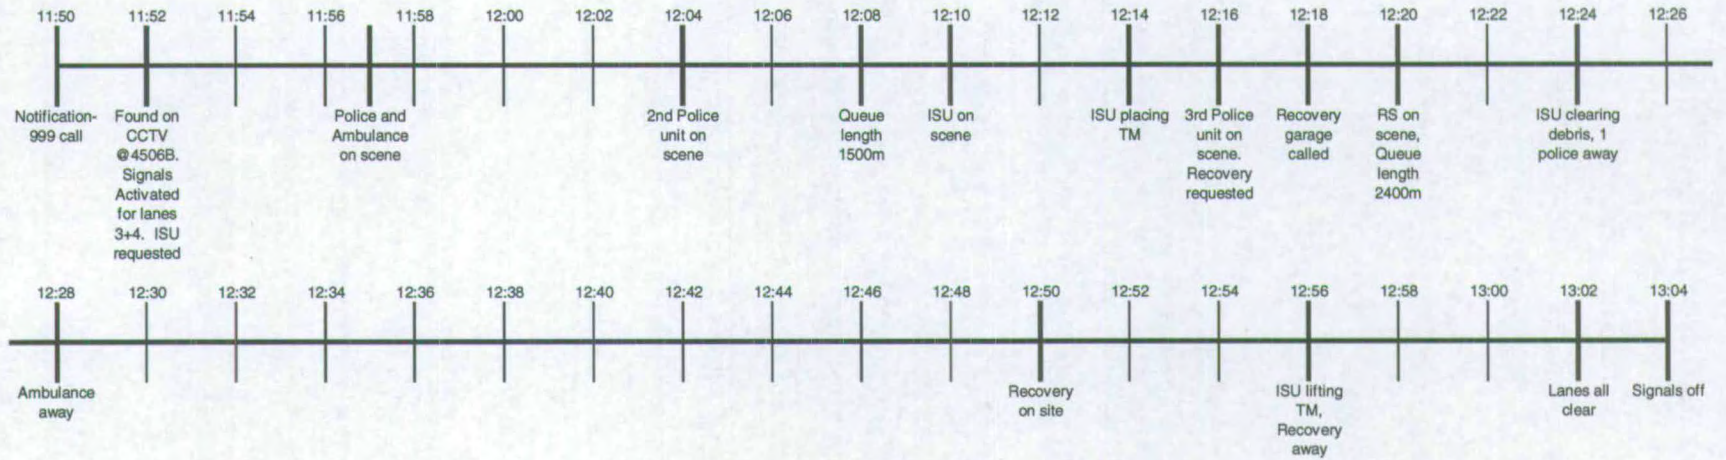 11:50 11:52 11:54 11:56 11:58 12:00 12:02 12:04 12:06 12:08 12:10 12:12 12:14 12:16 12:18 12:20 12:22 12:24 12:26
Notification-
999 call
Found on
CCTV
@4506B.
Signals
Activated
for lanes
3+4. ISU
requested
Police and
Ambulance
on scene
2nd Police
unit on
scene
Queue
length
1500m
ISU on
scene
ISU placing
TM
3rd Police
unit on
scene.
Recovery
requested
Recovery
garage
called
RS on
scene,
Queue
length
2400m
ISU clearing
debris, 1
police away
12:28 12:30 12:32 12:34 12:36 12:38 12:40 12:42 12:44 12:46 12:48 12:50 12:52 12:54 12:56 12:58 13:00 13:02 13:04
Ambulance
away
Recovery
on site
ISU lifting
TM,
Recovery
away
Lanes all
clear
Signals off